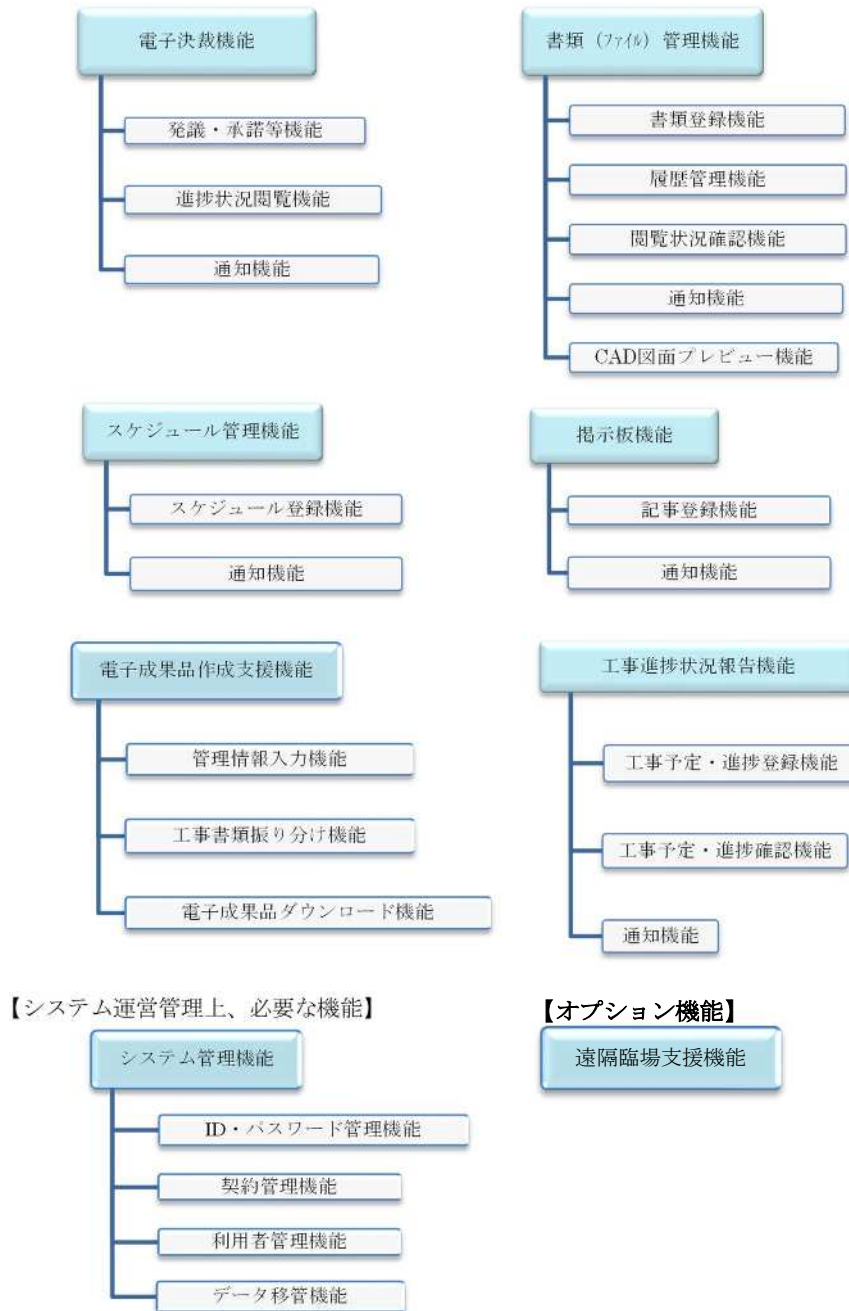 電子決裁機能
発議・承諾等機能
進捗状況閲覧機能
通知機能
書類（ﾌｧｲﾙ）管理機能
書類登録機能
履歴管理機能
閲覧状況確認機能
通知機能
CAD図面プレビュー機能
スケジュール管理機能
スケジュール登録機能
通知機能
掲示板機能
記事登録機能
通知機能
電子成果品作成支援機能
管理情報入力機能
工事書類振り分け機能
電子成果品ダウンロード機能
工事進捗状況報告機能
工事予定・進捗登録機能
工事予定・進捗確認機能
通知機能
【システム運営管理上、必要な機能】
システム管理機能
ID・パスワード管理機能
契約管理機能
利用者管理機能
データ移管機能
【オプション機能】
遠隔臨場支援機能